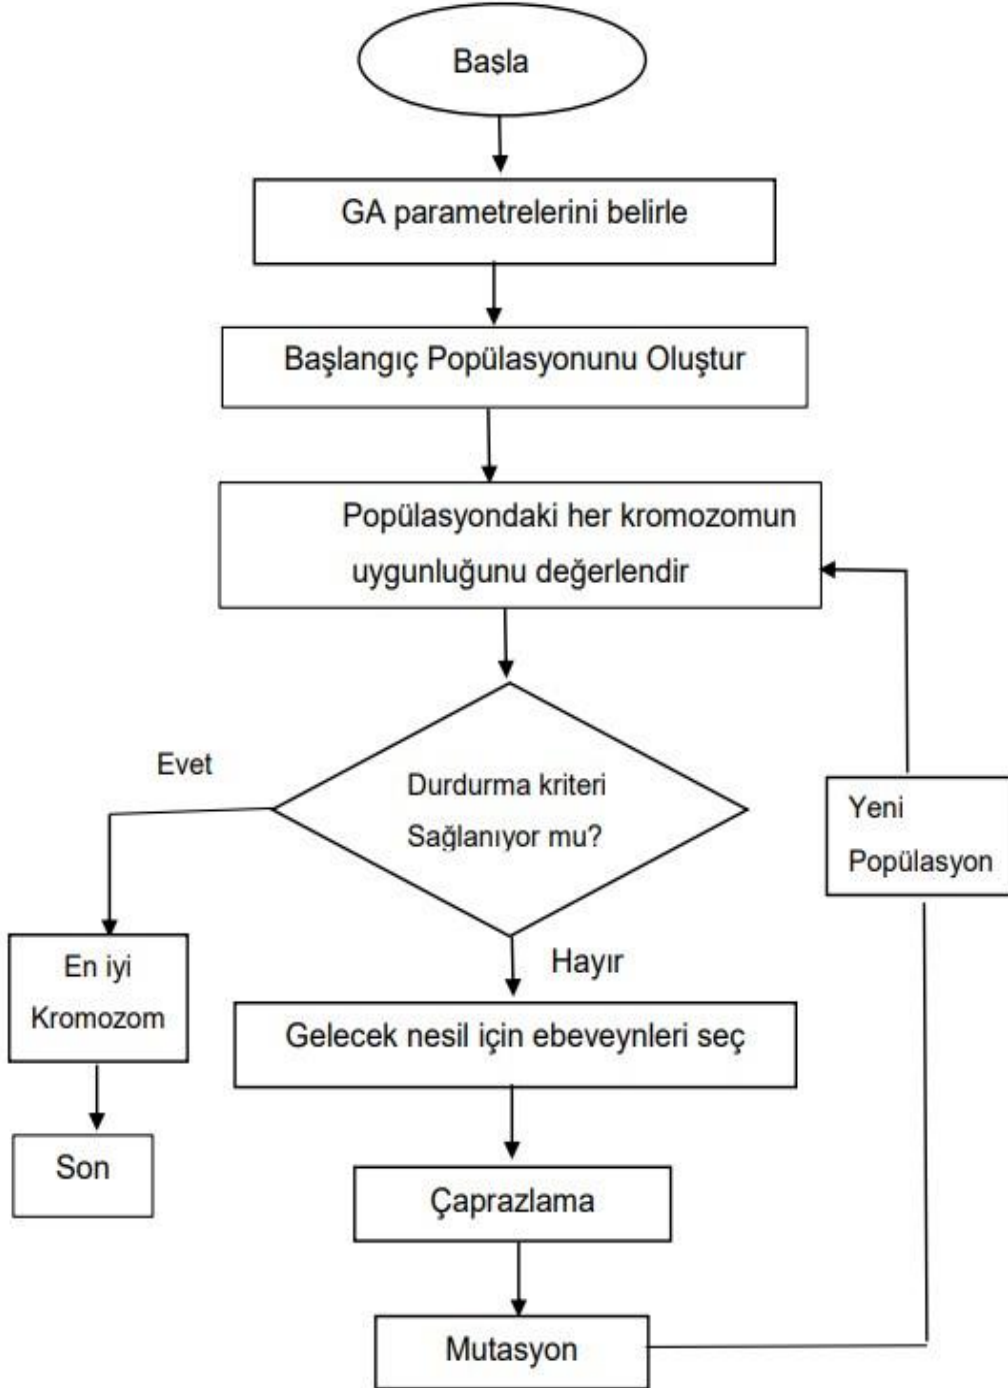 Başla
GA parametrelerini belirle
Başlangıç Popülasyonunu Oluştur
Popülasyondaki her kromozomun
uygunluğunu değerlendir
Evet
Durdurma kriteri
Sağlanıyor mu?
Yeni
Popülasyon
Hayır
En iyi
Kromozom
Gelecek nesil için ebeveynleri seç
Son
Çaprazlama
Mutasyon